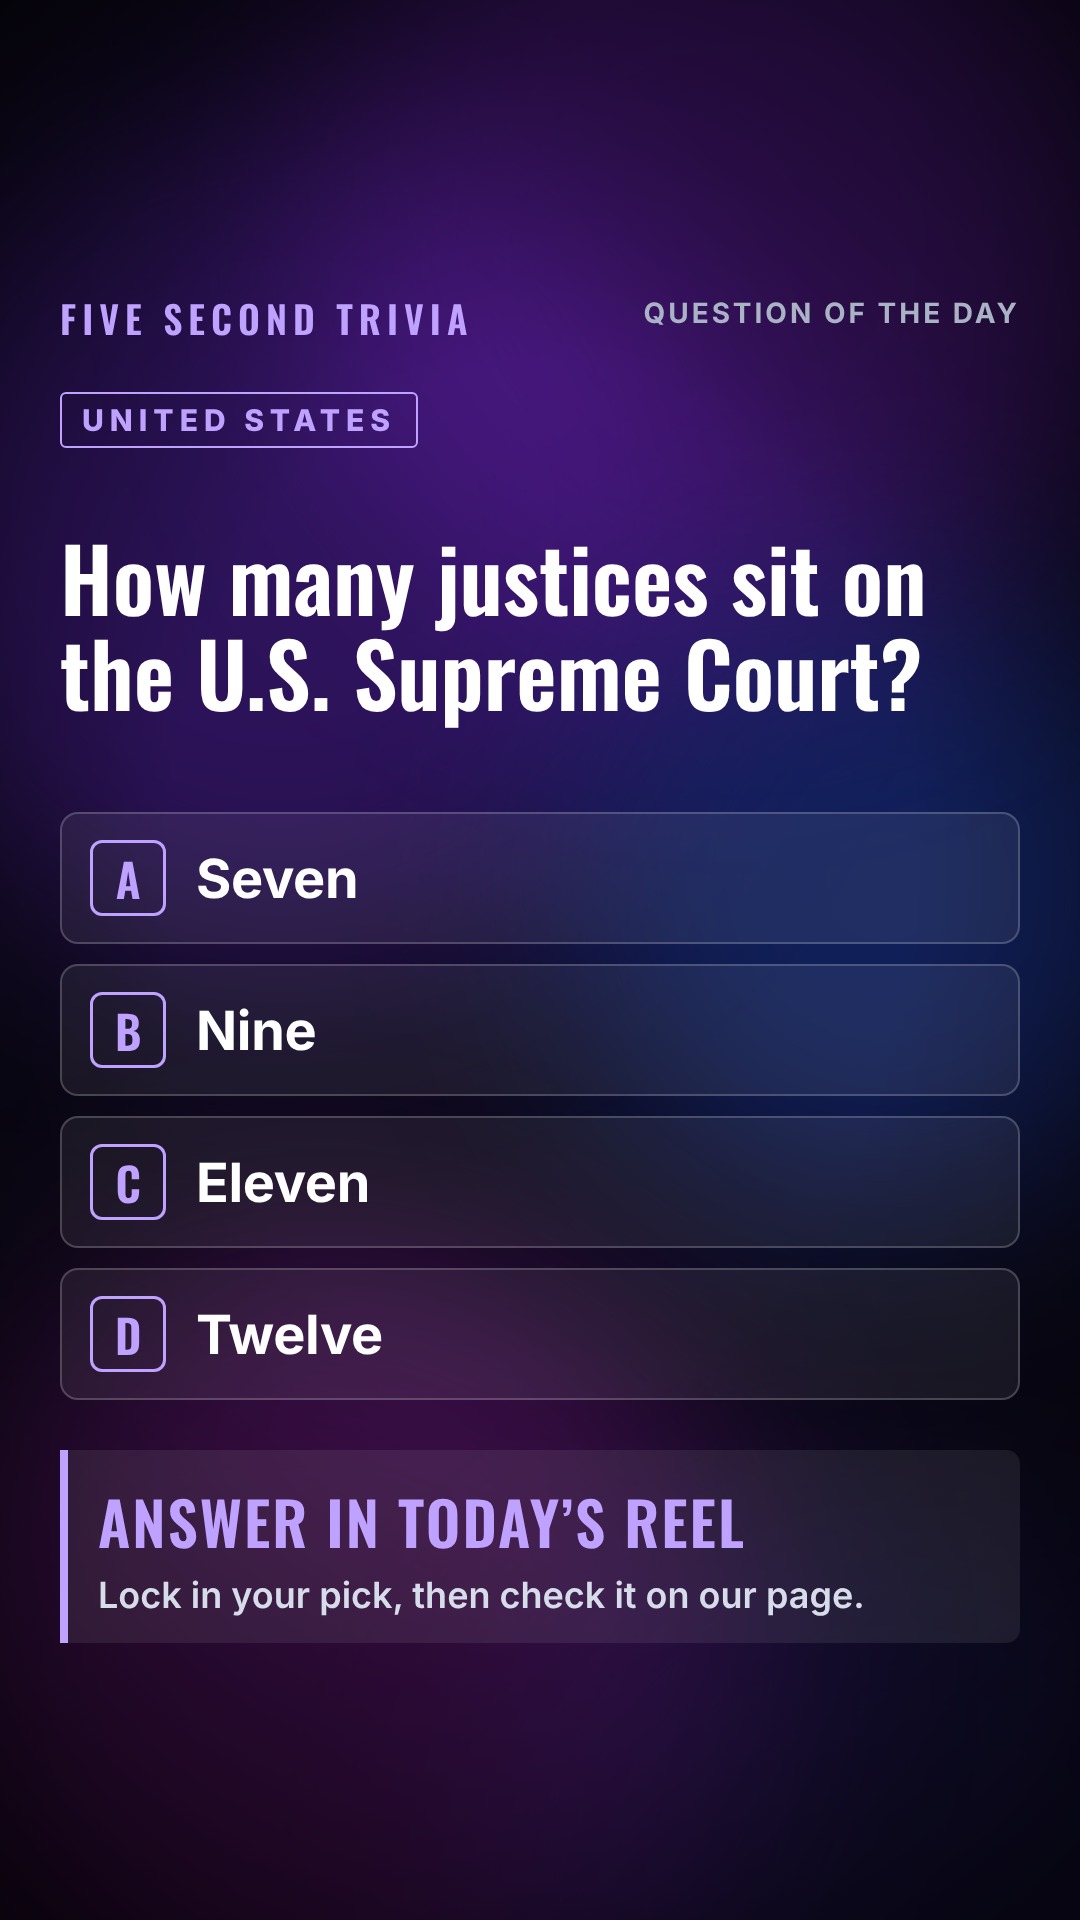 FIVE SECOND TRIVIA
QUESTION OF THE DAY
UNITED STATES
How many justices sit on
the U.S. Supreme Court?
A Seven
B Nine
C Eleven
D Twelve
ANSWER IN TODAY’S REEL
Lock in your pick, then check it on our page.